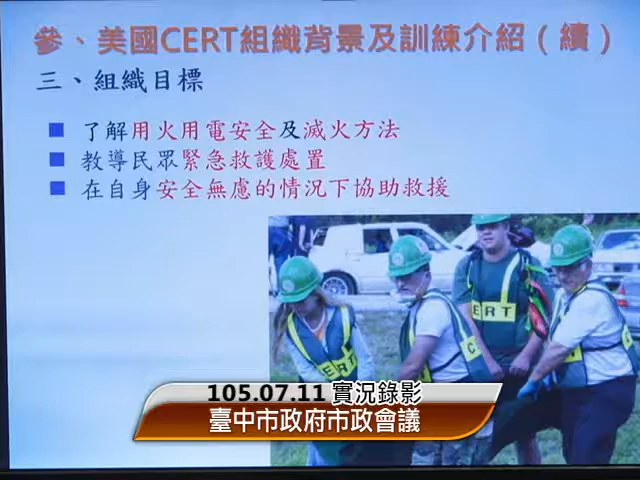 參、美國CERT組織背景及訓練介紹（續）
三、組織目標
了解用火用電安全及滅火方法
教導民眾緊急救護處置
在自身安全無慮的情況下協助救援
ERT
CERT
C
105.07.11 實況錄影
臺中市政府市政會議